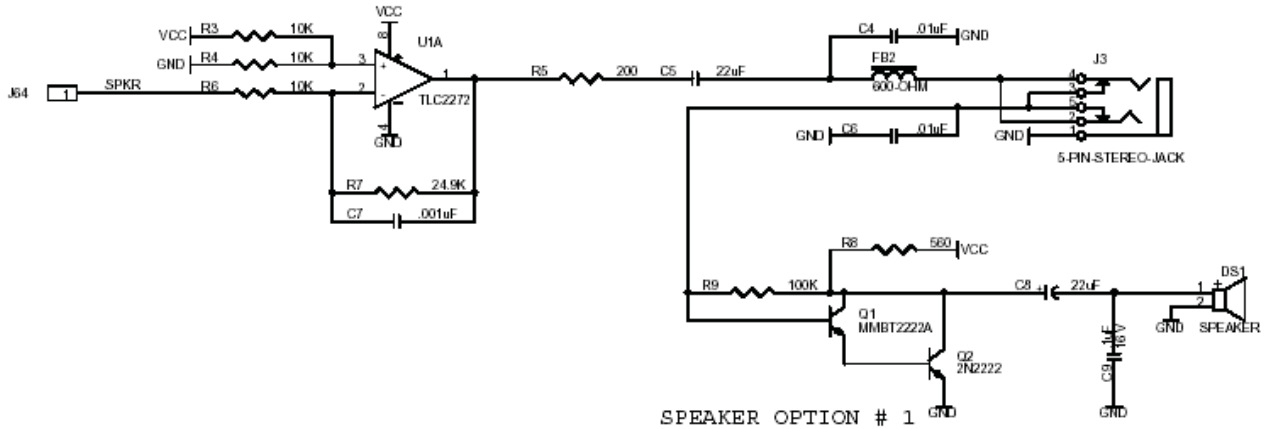 VCC
VCC R3 10K
U1A
C4 .01uF GND
GND R4 10K 8 3 +
FB2
J3
1 R5 200 C5 22uF
600-OHM
4
J64 1 SPKR R6 10K 2 - TLC2272
3
5
2
4 GND
GND C6 .01uF GND 1
5-PIN-STEREO-JACK
R7 24.9K
C7 .001uF
R8 560 VCC
DS1
R9 100K C8 + 22uF 1 +
2
Q1
MMBT2222A
GND SPEAKER
.1uF
16V
C9
Q2
2N2222
SPEAKER OPTION # 1
GND GND